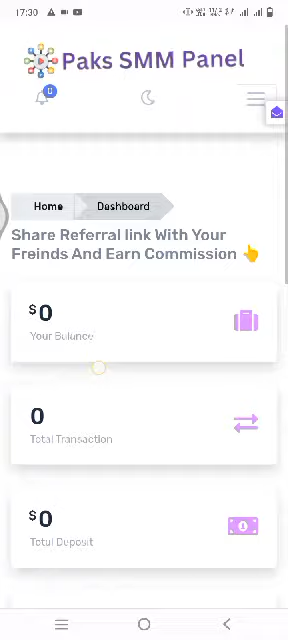 17:30
Paks SMM Panel
0
Home Dashboard
Share Referral link With Your
Freinds And Earn Commission 👆
$0
Your Balance
0
Total Transaction
$0
Total Deposit